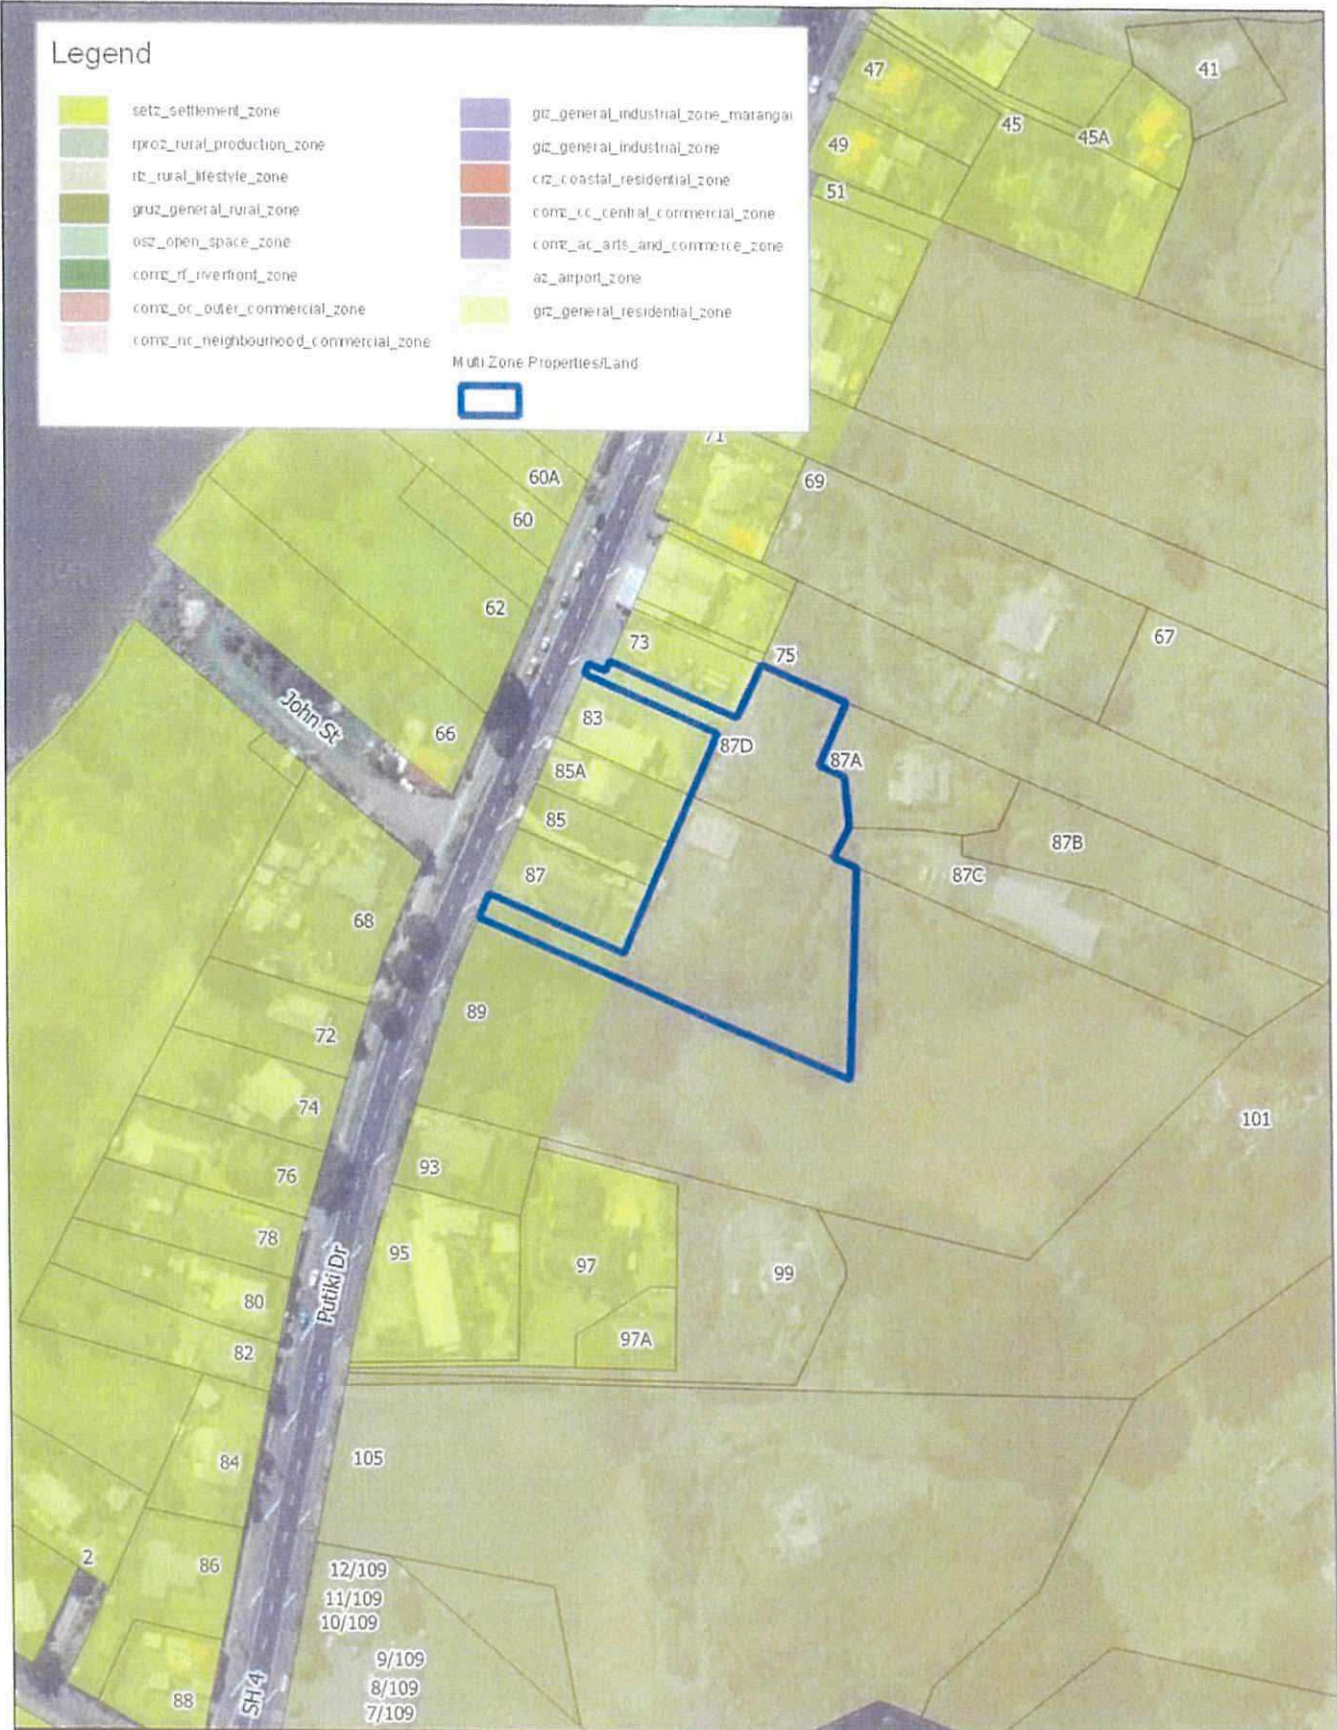 Legend
setz_settlement_zone
rproz_rural_production_zone
rlz_rural_lifestyle_zone
gruz_general_rural_zone
osz_open_space_zone
comz_rf_riverfront_zone
comz_oc_outer_commercial_zone
comz_nc_neighbourhood_commercial_zone
giz_general_industrial_zone
crz_coastal_residential_zone
comz_cc_central_commercial_zone
comz_ac_arts_and_commerce_zone
az_airport_zone
grz_general_residential_zone
Multi Zone Properties/Land
47
41
45
45A
49
51
71
60A
69
60
62
67
73
75
John St
83
66
87D
87A
85A
85
87B
87
87C
68
89
72
74
101
76
93
78
95
97
99
80
Putiki Dr
97A
82
84
105
2
86
12/109
11/109
10/109
9/109
8/109
7/109
88
SH 4